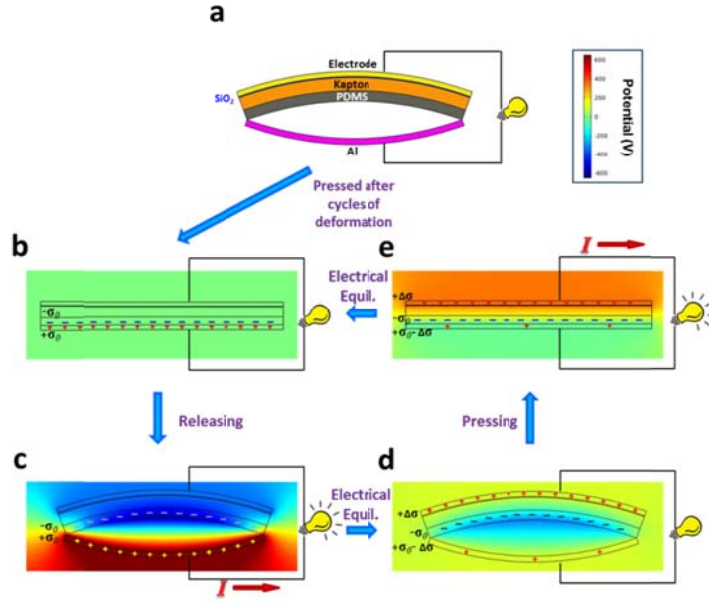 a
Electrode
Kapton
SiO2
PDMS
Al
600
400
200
0
-200
-400
-600
Potential (V)
Pressed after
cycles of
deformation
b
−σ0
+σ0
Electrical
Equil.
e
I
+Δσ
−σ0
+σ0−Δσ
Releasing
Pressing
c
−σ0
+σ0
I
Electrical
Equil.
d
+Δσ
−σ0
+σ0−Δσ